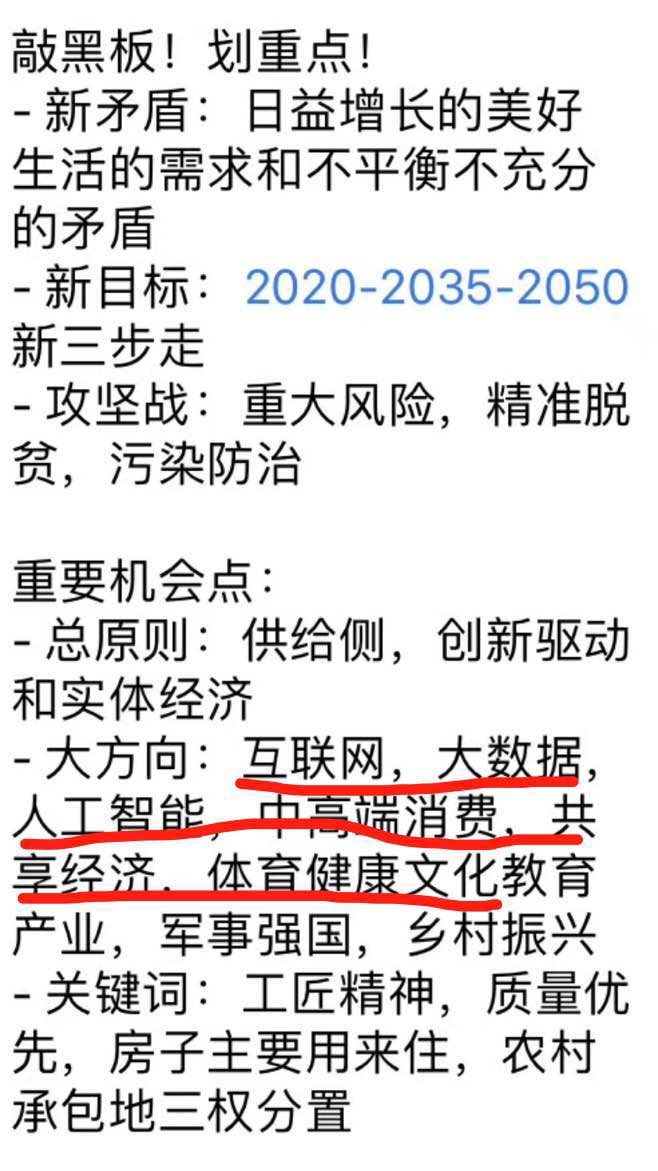 敲黑板！划重点！
- 新矛盾：日益增长的美好
生活的需求和不平衡不充分
的矛盾
- 新目标：2020-2035-2050
新三步走
- 攻坚战：重大风险，精准脱
贫，污染防治
重要机会点：
- 总原则：供给侧，创新驱动
和实体经济
- 大方向：互联网，大数据，
人工智能，中高端消费，共
享经济，体育健康文化教育
产业，军事强国，乡村振兴
- 关键词：工匠精神，质量优
先，房子主要用来住，农村
承包地三权分置